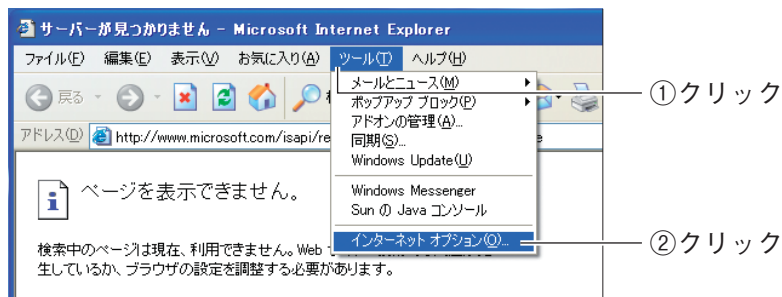 サーバーが見つかりません - Microsoft Internet Explorer
ファイル(F) 編集(E) 表示(V) お気に入り(A) ツール(T) ヘルプ(H)
戻る
メールとニュース(M)
①クリック
ポップアップ ブロック(P)
アドオンの管理(A)...
アドレス(D) http://www.microsoft.com/isapi/re
同期(S)...
Windows Update(U)
ページを表示できません。
Windows Messenger
Sun の Java コンソール
インターネット オプション(O)...
②クリック
検索中のページは現在、利用できません。Web
生しているか、ブラウザの設定を調整する必要があります。